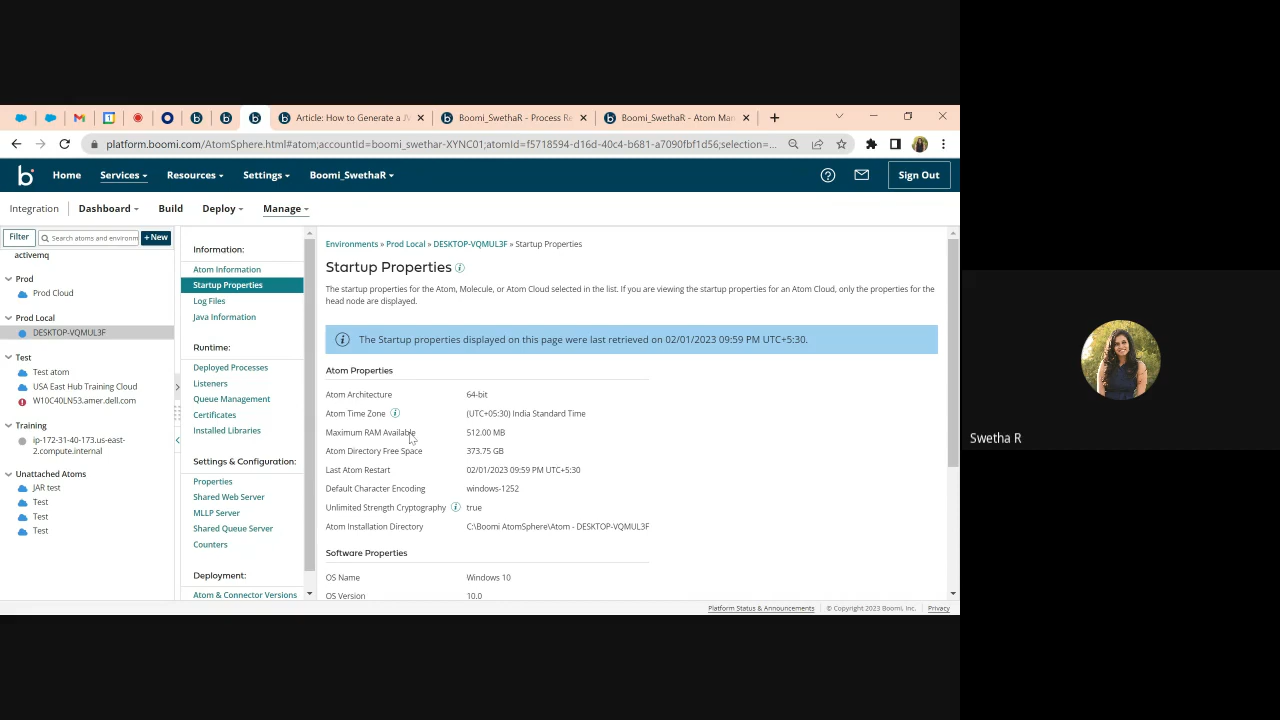 Article: How to Generate a JV
Boomi_SwethaR - Process Re
Boomi_SwethaR - Atom Man
platform.boomi.com/AtomSphere.html#atom;accountId=boomi_swethar-XYNC01;atomId=f5718594-d16d-40c4-b681-a7090fbf1d56;selection=...
b Home Services Resources Settings Boomi_SwethaR Sign Out
Integration Dashboard Build Deploy Manage
Filter Search atoms and environm +New
activemq
Prod
Prod Cloud
Prod Local
DESKTOP-VQMUL3F
Test
Test atom
USA East Hub Training Cloud
W10C40LN53.amer.dell.com
Training
ip-172-31-40-173.us-east-
2.compute.internal
Unattached Atoms
JAR test
Test
Test
Test
Information:
Atom Information
Startup Properties
Log Files
Java Information
Runtime:
Deployed Processes
Listeners
Queue Management
Certificates
Installed Libraries
Settings & Configuration:
Properties
Shared Web Server
MLLP Server
Shared Queue Server
Counters
Deployment:
Atom & Connector Versions
Environments » Prod Local » DESKTOP-VQMUL3F » Startup Properties
Startup Properties
The startup properties for the Atom, Molecule, or Atom Cloud selected in the list. If you are viewing the startup properties for an Atom Cloud, only the properties for the
head node are displayed.
The Startup properties displayed on this page were last retrieved on 02/01/2023 09:59 PM UTC+5:30.
Atom Properties
Atom Architecture 64-bit
Atom Time Zone (UTC+05:30) India Standard Time
Maximum RAM Available 512.00 MB
Atom Directory Free Space 373.75 GB
Last Atom Restart 02/01/2023 09:59 PM UTC+5:30
Default Character Encoding windows-1252
Unlimited Strength Cryptography true
Atom Installation Directory C:\Boomi AtomSphere\Atom - DESKTOP-VQMUL3F
Software Properties
OS Name Windows 10
OS Version 10.0
Platform Status & Announcements © Copyright 2023 Boomi, Inc. Privacy
Swetha R